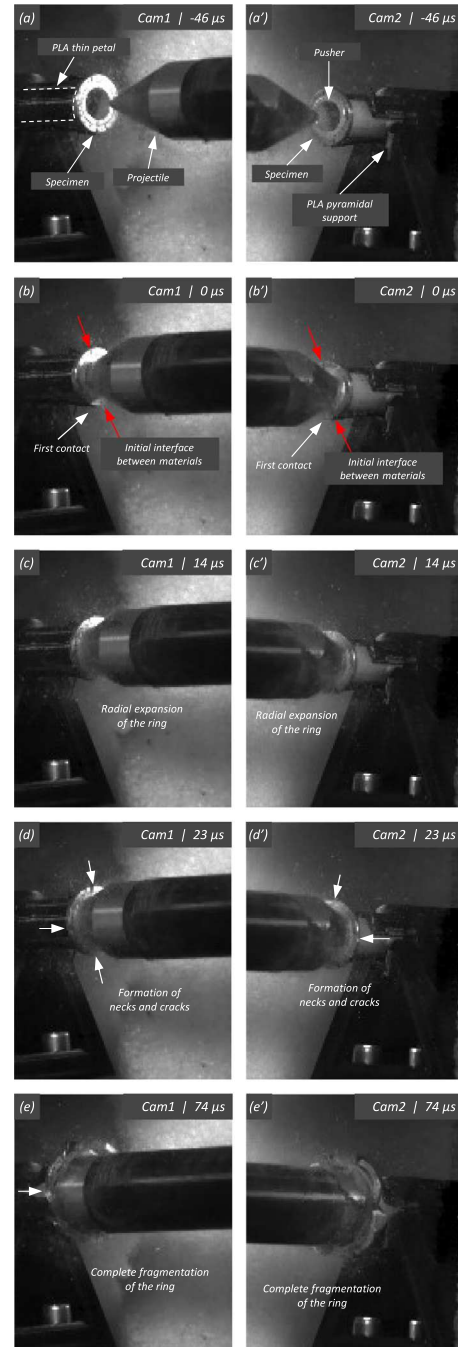 (a)
Cam1 | -46 μs
PLA thin petal
Specimen
Projectile
(a')
Cam2 | -46 μs
Pusher
Specimen
PLA pyramidal
support
(b)
Cam1 | 0 μs
First contact
Initial interface
between materials
(b')
Cam2 | 0 μs
First contact
Initial interface
between materials
(c)
Cam1 | 14 μs
Radial expansion
of the ring
(c')
Cam2 | 14 μs
Radial expansion
of the ring
(d)
Cam1 | 23 μs
Formation of
necks and cracks
(d')
Cam2 | 23 μs
Formation of
necks and cracks
(e)
Cam1 | 74 μs
Complete fragmentation
of the ring
(e')
Cam2 | 74 μs
Complete fragmentation
of the ring